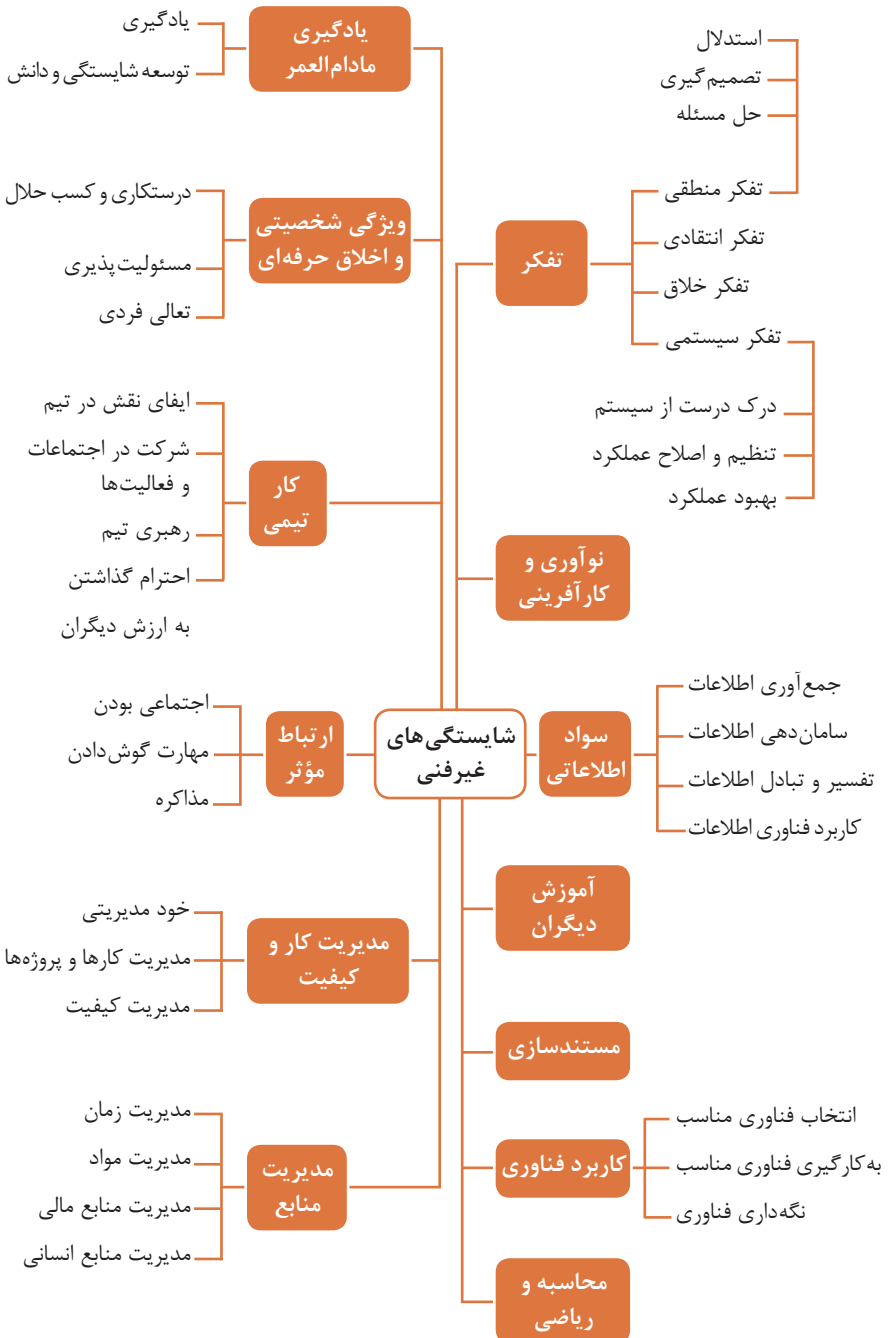 شایستگی‌های
غیرفنی
تفکر
استدلال
تصمیم‌گیری
حل مسئله
تفکر منطقی
تفکر انتقادی
تفکر خلاق
تفکر سیستمی
درک درست از سیستم
تنظیم و اصلاح عملکرد
بهبود عملکرد
نوآوری و
کارآفرینی
سواد
اطلاعاتی
جمع‌آوری اطلاعات
سامان‌دهی اطلاعات
تفسیر و تبادل اطلاعات
کاربرد فناوری اطلاعات
آموزش
دیگران
مستندسازی
کاربرد فناوری
انتخاب فناوری مناسب
به‌کارگیری فناوری مناسب
نگه‌داری فناوری
محاسبه و
ریاضی
یادگیری
مادام‌العمر
یادگیری
توسعه شایستگی و دانش
ویژگی شخصیتی
و اخلاق حرفه‌ای
درستکاری و کسب حلال
مسئولیت‌پذیری
تعالی فردی
کار
تیمی
ایفای نقش در تیم
شرکت در اجتماعات
و فعالیت‌ها
رهبری تیم
احترام گذاشتن
به ارزش دیگران
ارتباط
مؤثر
اجتماعی بودن
مهارت گوش‌دادن
مذاکره
مدیریت کار و
کیفیت
خود مدیریتی
مدیریت کارها و پروژه‌ها
مدیریت کیفیت
مدیریت
منابع
مدیریت زمان
مدیریت مواد
مدیریت منابع مالی
مدیریت منابع انسانی